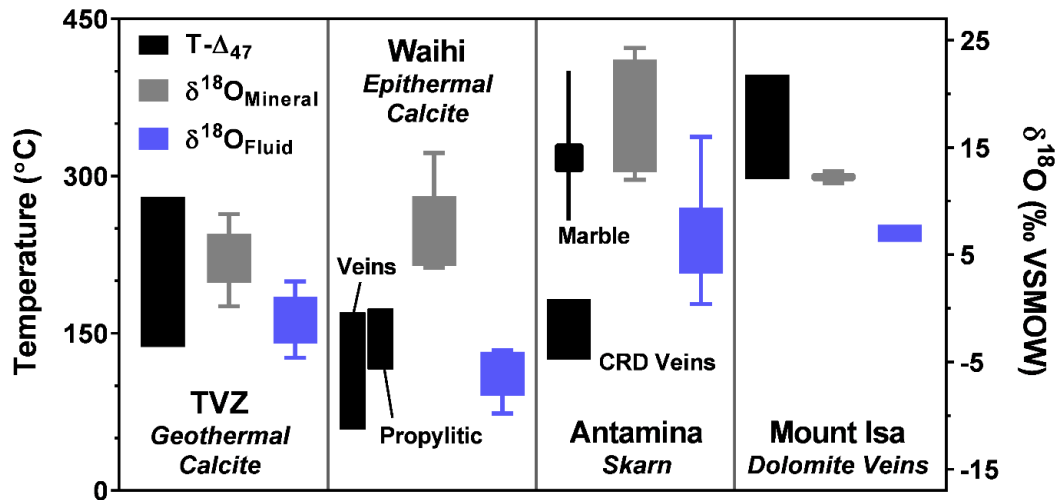 450
300
150
0
Temperature (°C)
T-Δ47
δ18OMineral
δ18OFluid
TVZ
Geothermal
Calcite
Waihi
Epithermal
Calcite
Veins
Propylitic
Marble
CRD Veins
Antamina
Skarn
Mount Isa
Dolomite Veins
25
15
5
-5
-15
δ18O (‰ VSMOW)